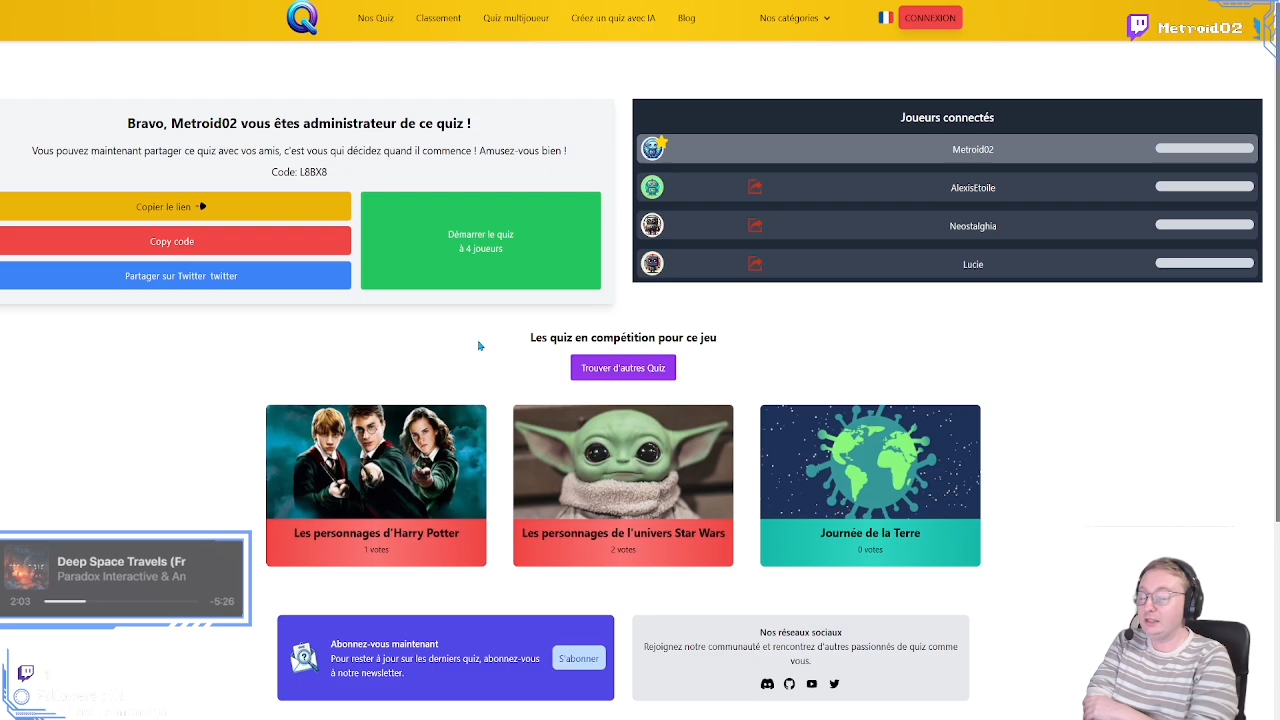 Nos Quiz
Classement
Quiz multijoueur
Créez un quiz avec IA
Blog
Nos catégories
CONNEXION
Metroid02
Bravo, Metroid02 vous êtes administrateur de ce quiz !
Vous pouvez maintenant partager ce quiz avec vos amis, c'est vous qui décidez quand il commence ! Amusez-vous bien !
Code: L8BX8
Copier le lien
Copy code
Partager sur Twitter twitter
Démarrer le quiz
à 4 joueurs
Joueurs connectés
Metroid02
AlexisEtoile
Neostalghia
Lucie
Les quiz en compétition pour ce jeu
Trouver d'autres Quiz
Les personnages d'Harry Potter
1 votes
Les personnages de l'univers Star Wars
2 votes
Journée de la Terre
0 votes
Deep Space Travels (Fr
Paradox Interactive & An
2:03
-5:26
Abonnez-vous maintenant
Pour rester à jour sur les derniers quiz, abonnez-vous
à notre newsletter.
S'abonner
Nos réseaux sociaux
Rejoignez notre communauté et rencontrez d'autres passionnés de quiz comme
vous.